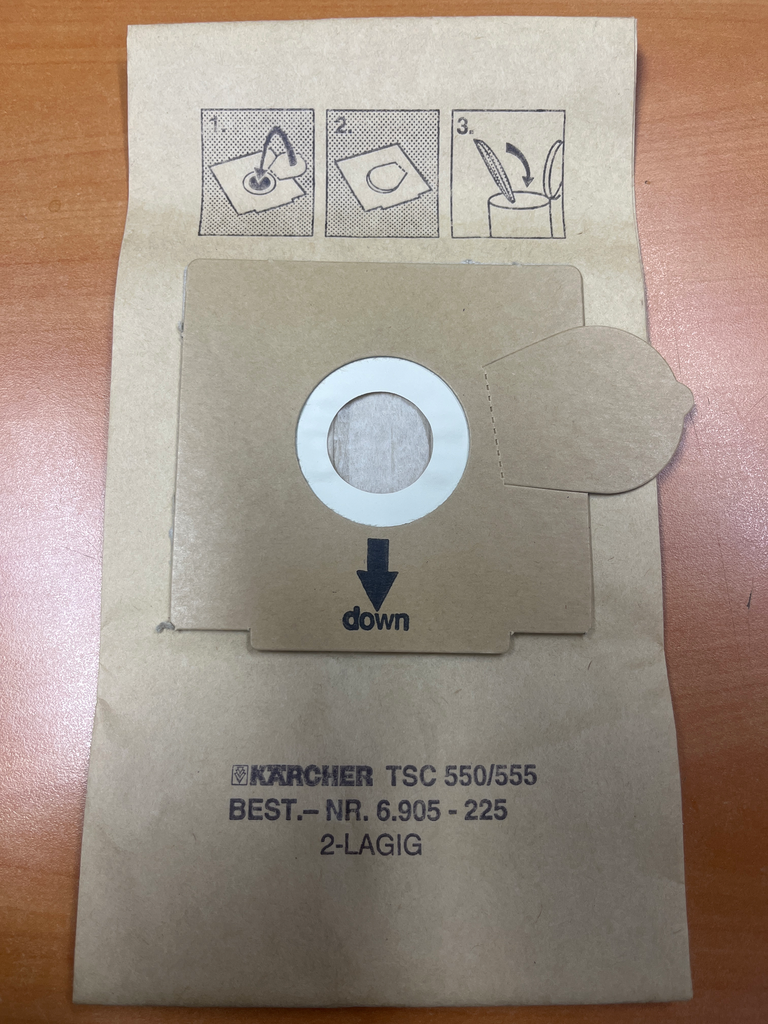 1. 2. 3.
down
KÄRCHER TSC 550/555
BEST.– NR. 6.905 - 225
2-LAGIG